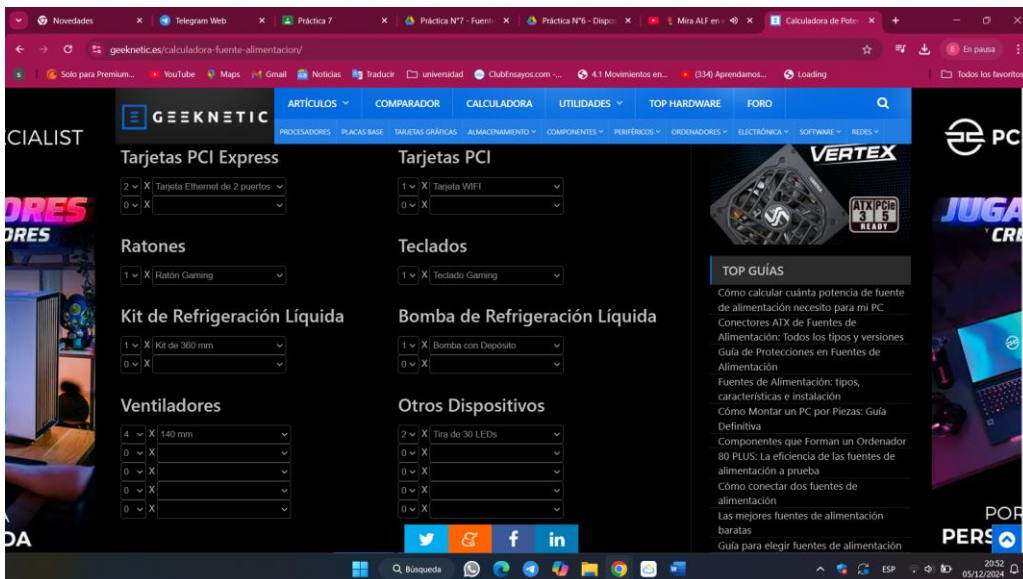 Novedades
Telegram Web
Práctica 7
Práctica N°7 - Fuent
Práctica N°6 - Dispo
Mira ALF en
Calculadora de Pote
geeknetic.es/calculadora-fuente-alimentacion/
En pausa
Solo para Premium...
YouTube
Maps
Gmail
Noticias
Traducir
universidad
ClubEnsayos.com -...
4.1 Movimientos en...
(334) Aprendamos...
Loading
Todos los favoritos
GEEKNETIC
ARTÍCULOS
COMPARADOR
CALCULADORA
UTILIDADES
TOP HARDWARE
FORO
PROCESADORES
PLACAS BASE
TARJETAS GRÁFICAS
ALMACENAMIENTO
COMPONENTES
PERIFÉRICOS
ORDENADORES
ELECTRÓNICA
SOFTWARE
REDES
CIALIST
PC
ORES
ORES
JUGA
Y CRE
VERTEX
ATX PCIe
3 5
READY
Tarjetas PCI Express
2 X Tarjeta Ethernet de 2 puertos
0 X
Tarjetas PCI
1 X Tarjeta WIFI
0 X
Ratones
1 X Ratón Gaming
Teclados
1 X Teclado Gaming
Kit de Refrigeración Líquida
1 X Kit de 360 mm
0 X
Bomba de Refrigeración Líquida
1 X Bomba con Depósito
0 X
Ventiladores
4 X 140 mm
0 X
0 X
0 X
0 X
Otros Dispositivos
2 X Tira de 30 LEDs
0 X
0 X
0 X
0 X
TOP GUÍAS
Cómo calcular cuánta potencia de fuente
de alimentación necesito para mi PC
Conectores ATX de Fuentes de
Alimentación: Todos los tipos y versiones
Guía de Protecciones en Fuentes de
Alimentación
Fuentes de Alimentación: tipos,
características e instalación
Cómo Montar un PC por Piezas: Guía
Definitiva
Componentes que Forman un Ordenador
80 PLUS: La eficiencia de las fuentes de
alimentación a prueba
Cómo conectar dos fuentes de
alimentación
Las mejores fuentes de alimentación
baratas
Guía para elegir fuentes de alimentación
DA
POR
PERS
Búsqueda
ESP
20:52
05/12/2024